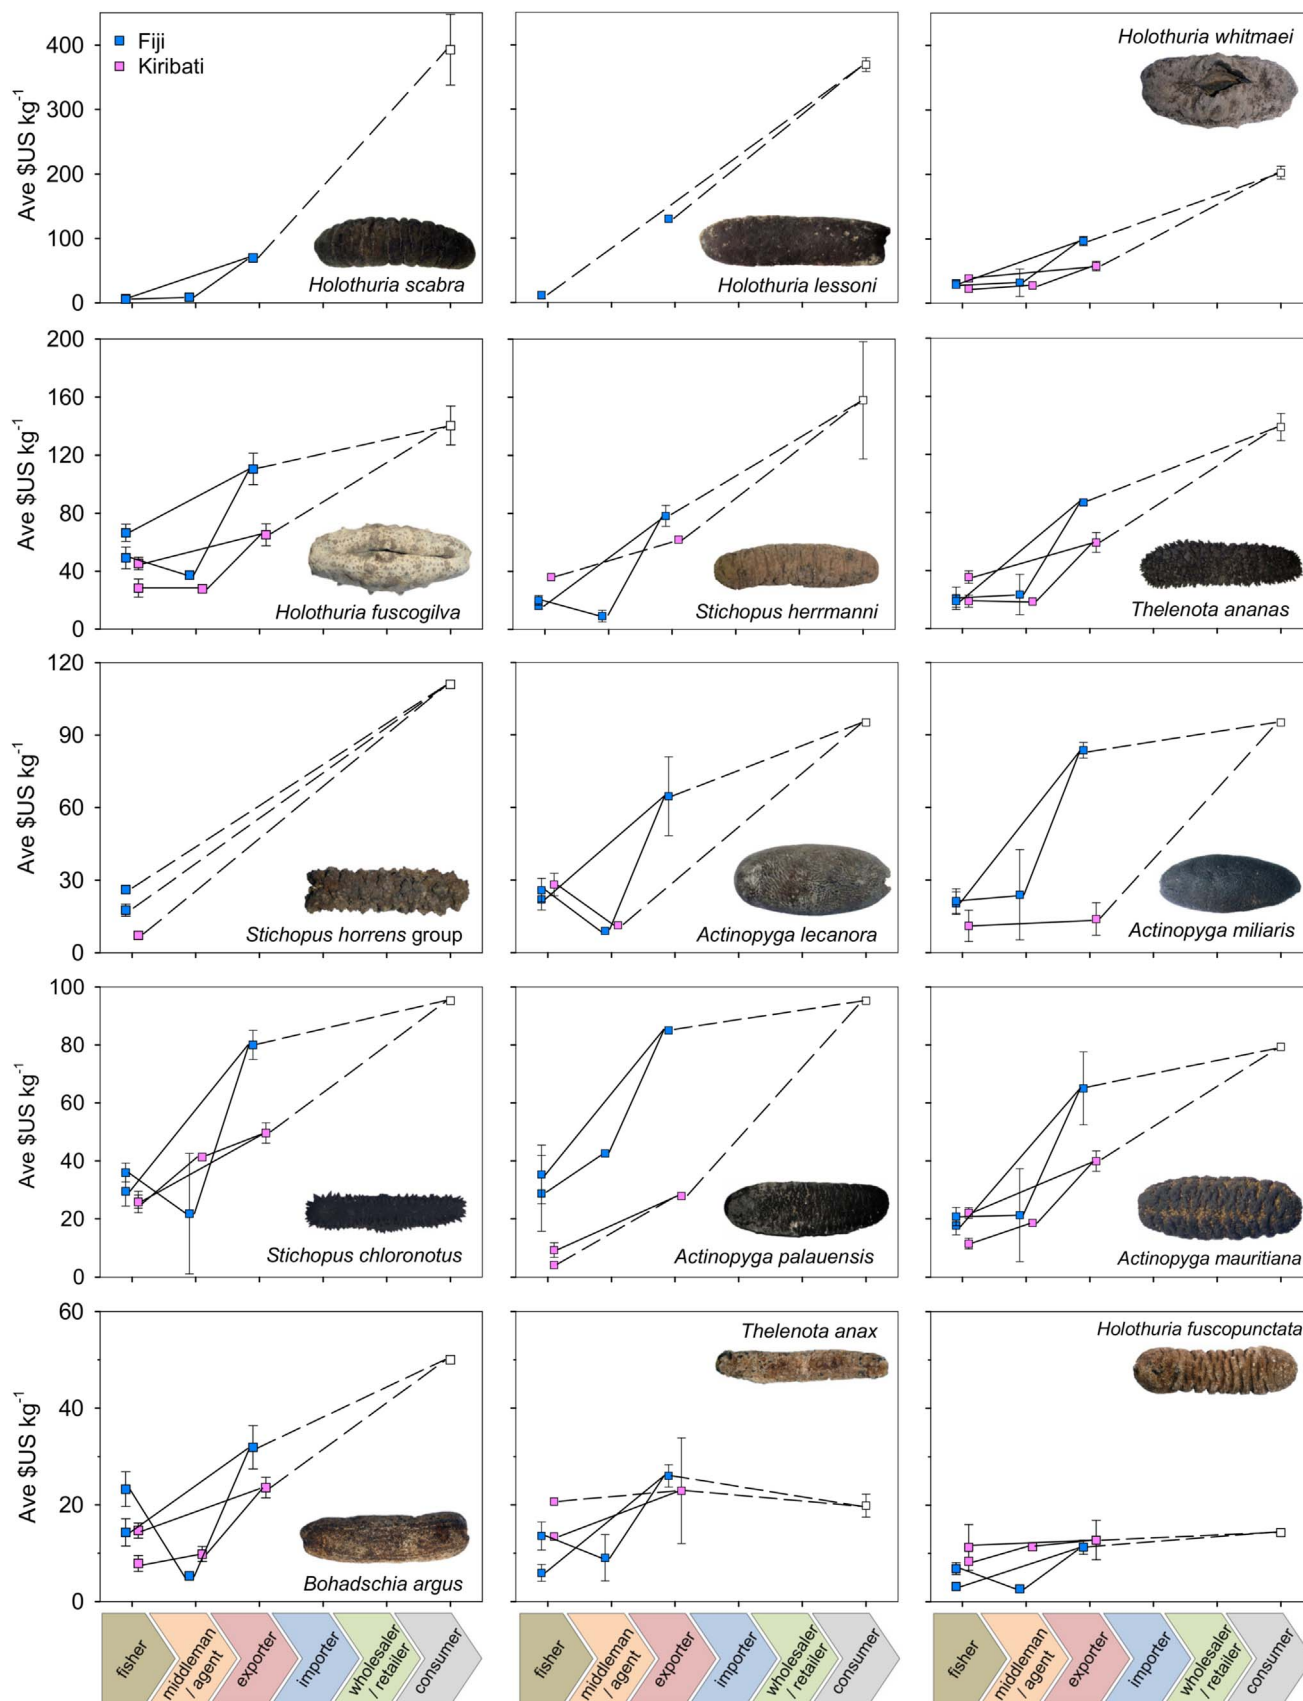 Fiji
Kiribati
Ave $US kg-1
400
300
200
100
0
Holothuria scabra
Holothuria lessoni
Holothuria whitmaei
Ave $US kg-1
200
160
120
80
40
0
Holothuria fuscogilva
Stichopus herrmanni
Thelenota ananas
Ave $US kg-1
120
90
60
30
0
Stichopus horrens group
Actinopyga lecanora
Actinopyga miliaris
Ave $US kg-1
100
80
60
40
20
0
Stichopus chloronotus
Actinopyga palauensis
Actinopyga mauritiana
Ave $US kg-1
60
40
20
0
Bohadschia argus
Thelenota anax
Holothuria fuscopunctata
fisher
middleman
/ agent
exporter
importer
wholesaler
/ retailer
consumer
fisher
middleman
/ agent
exporter
importer
wholesaler
/ retailer
consumer
fisher
middleman
/ agent
exporter
importer
wholesaler
/ retailer
consumer